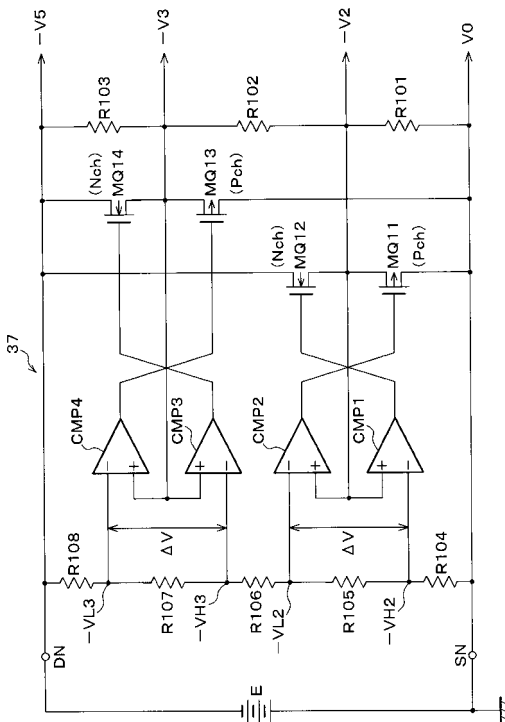 37
-V5
-V3
-V2
V0
R103
R102
R101
(Nch)
MQ14
MQ13
(Pch)
(Nch)
MQ12
MQ11
(Pch)
CMP4
CMP3
CMP2
CMP1
-
+
+
-
-
+
+
-
ΔV
ΔV
R108
-VL3
R107
-VH3
R106
-VL2
R105
-VH2
R104
DN
SN
E